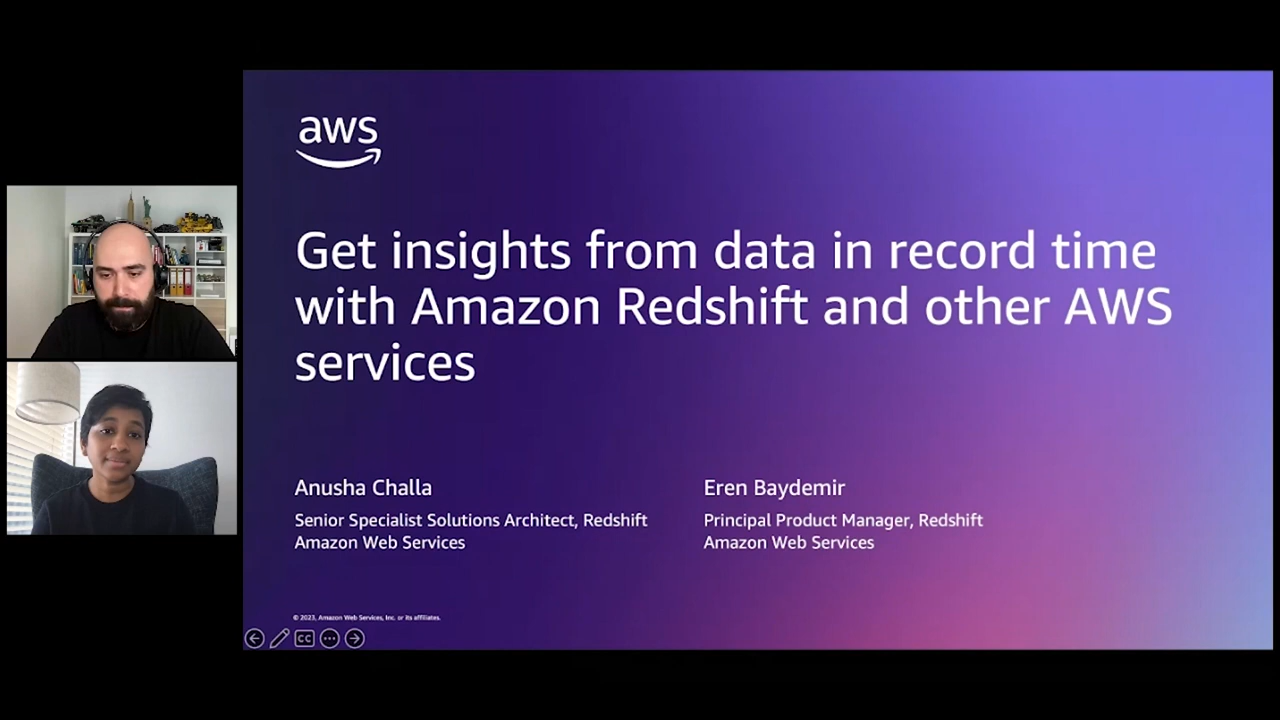 aws
Get insights from data in record time
with Amazon Redshift and other AWS
services
Anusha Challa
Senior Specialist Solutions Architect, Redshift
Amazon Web Services
Eren Baydemir
Principal Product Manager, Redshift
Amazon Web Services
© 2023, Amazon Web Services, Inc. or its affiliates.
CC